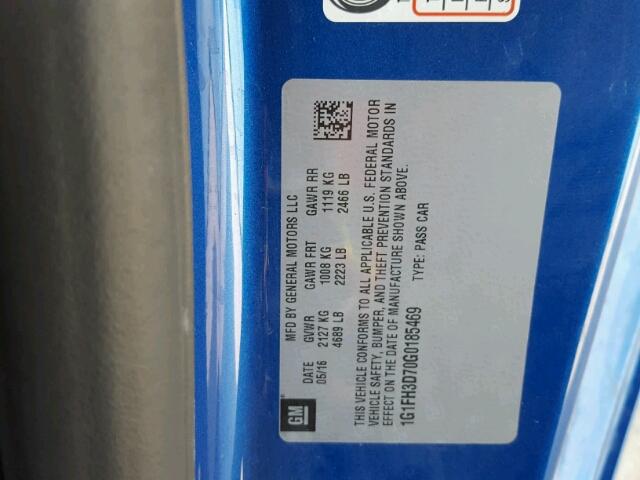 MFD BY GENERAL MOTORS LLC
DATE GVWR GAWR FRT GAWR RR
05/16 2127 KG 1008 KG 1119 KG
4689 LB 2223 LB 2466 LB
THIS VEHICLE CONFORMS TO ALL APPLICABLE U.S. FEDERAL MOTOR
VEHICLE SAFETY, BUMPER, AND THEFT PREVENTION STANDARDS IN
EFFECT ON THE DATE OF MANUFACTURE SHOWN ABOVE.
1G1FH3D70G0185469 TYPE: PASS CAR
GM